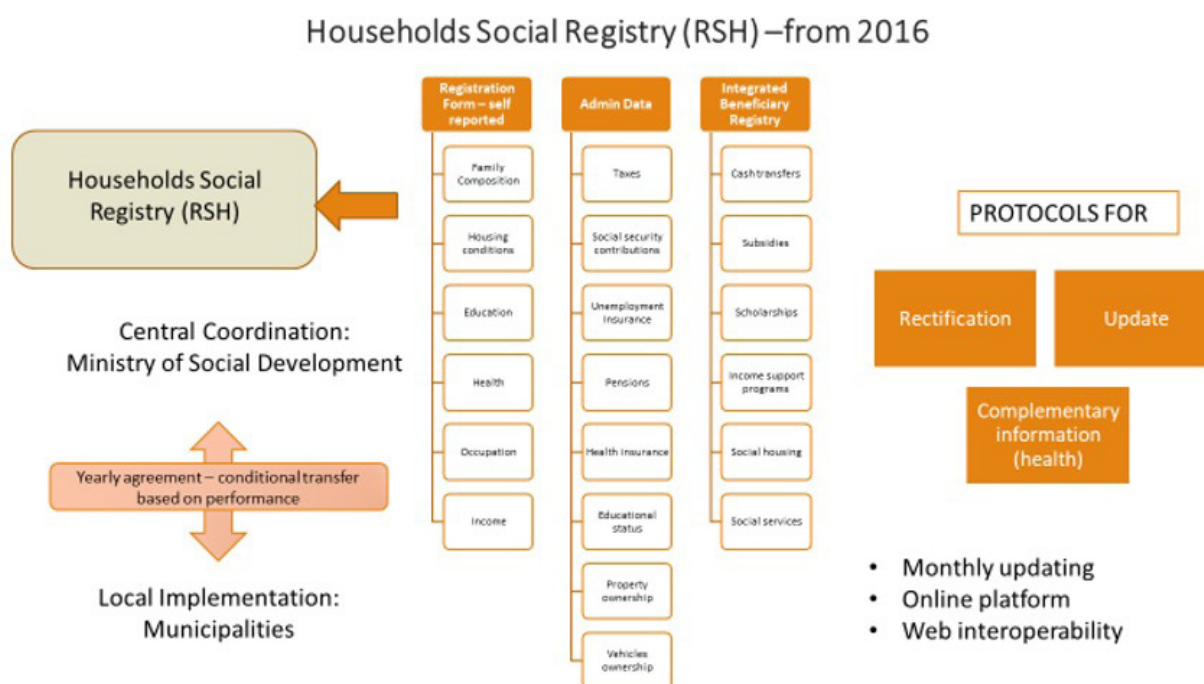 Households Social Registry (RSH) –from 2016
Households Social
Registry (RSH)
Central Coordination:
Ministry of Social Development
Yearly agreement – conditional transfer
based on performance
Local Implementation:
Municipalities
Registration
Form – self
reported
Family
Composition
Housing
conditions
Education
Health
Occupation
Income
Admin Data
Taxes
Social security
contributions
Unemployment
Insurance
Pensions
Health insurance
Educational
status
Property
ownership
Vehicles
ownership
Integrated
Beneficiary
Registry
Cash transfers
Subsidies
Scholarships
Income support
programs
Social housing
Social services
PROTOCOLS FOR
Rectification
Update
Complementary
information
(health)
• Monthly updating
• Online platform
• Web interoperability